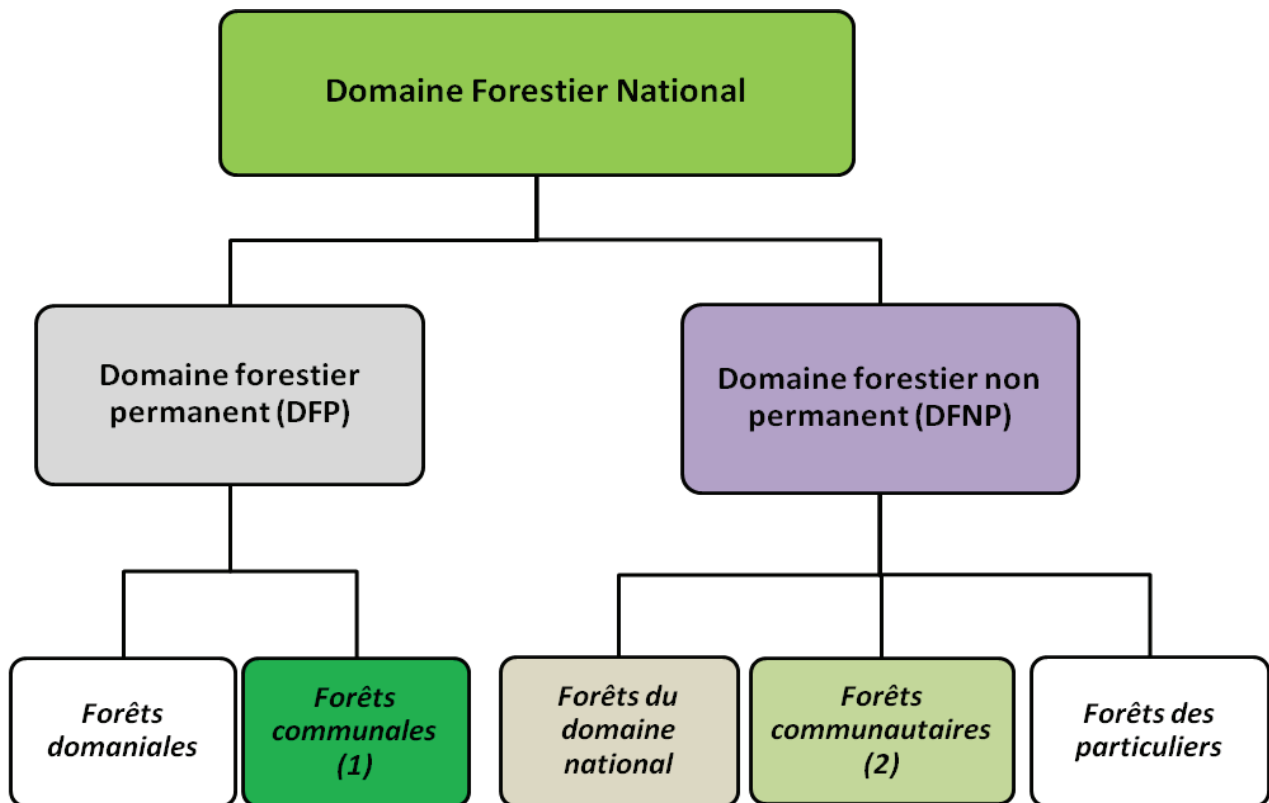 Domaine Forestier National
Domaine forestier
permanent (DFP)
Domaine forestier non
permanent (DFNP)
Forêts
domaniales
Forêts
communales
(1)
Forêts du
domaine
national
Forêts
communautaires
(2)
Forêts des
particuliers